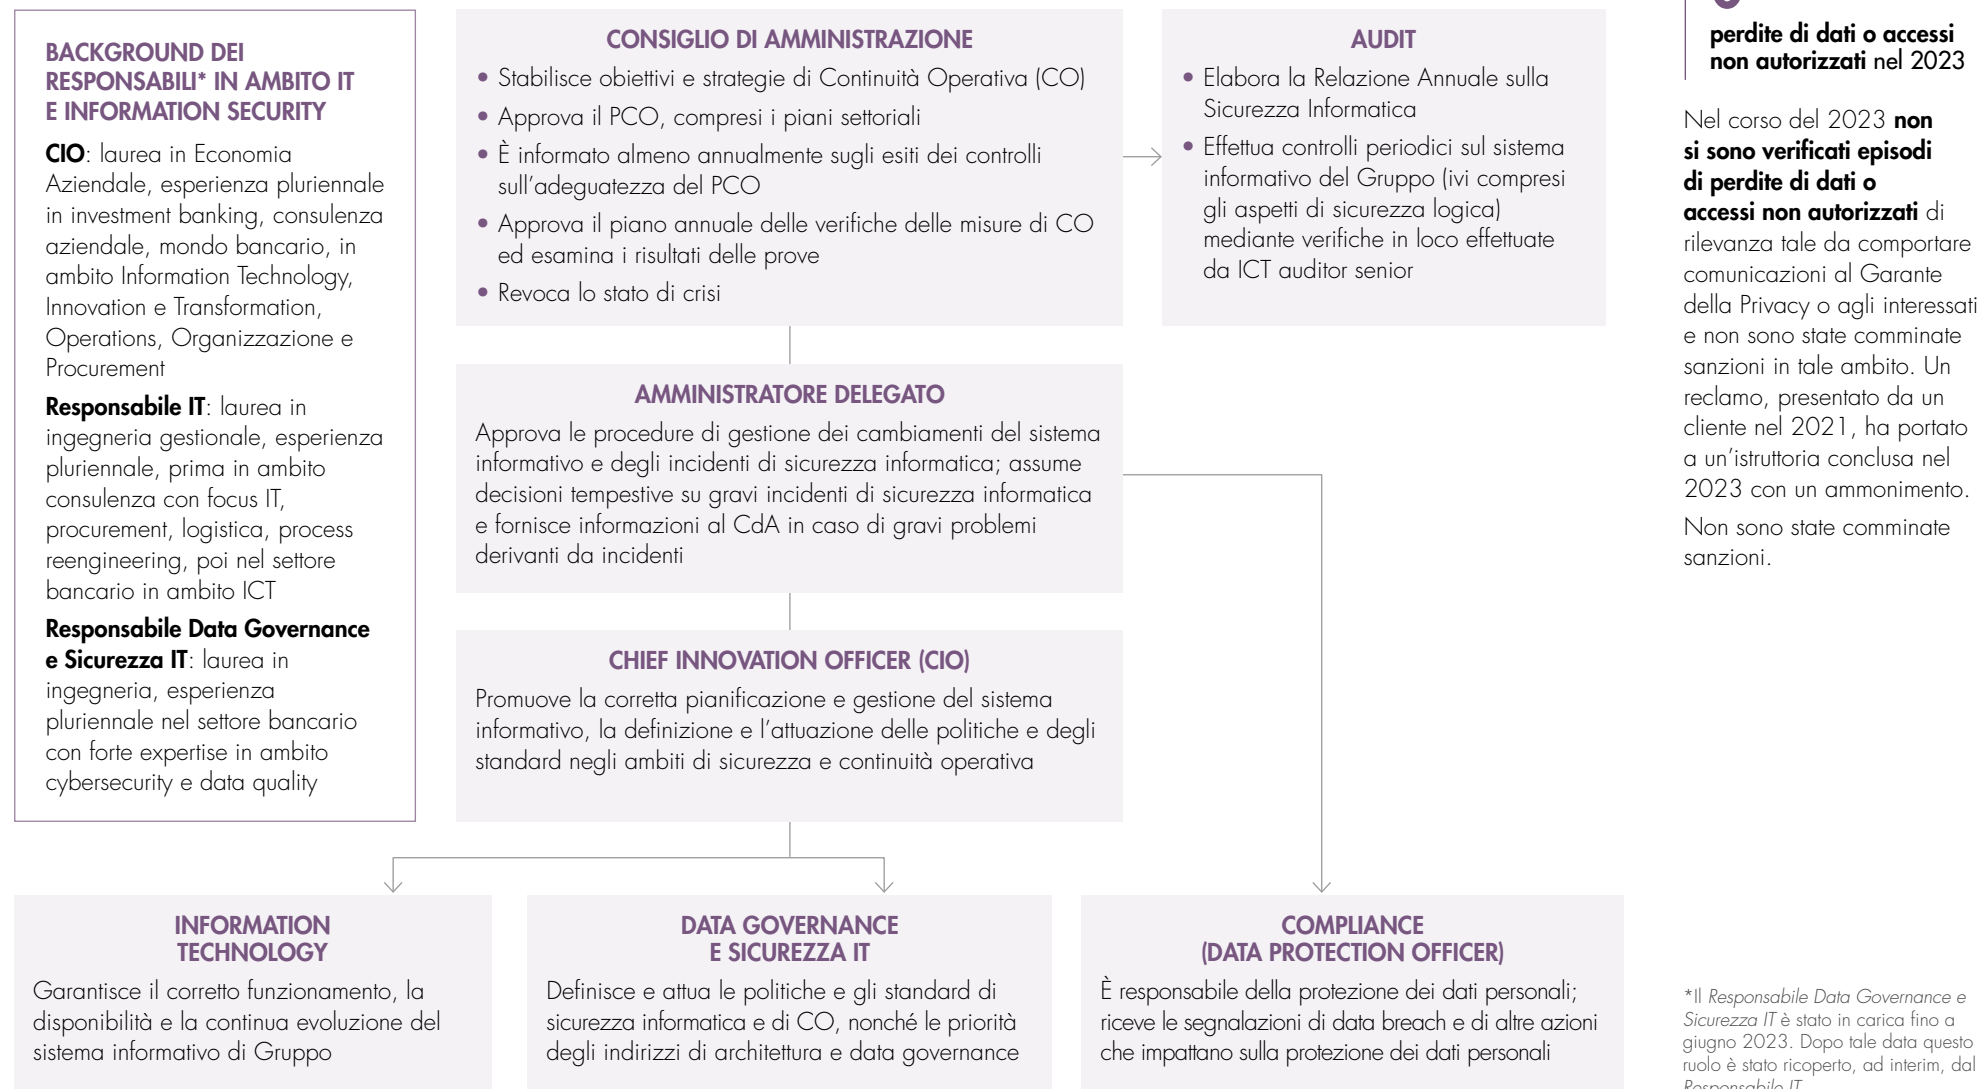 BACKGROUND DEI
RESPONSABILI* IN AMBITO IT
E INFORMATION SECURITY
CIO: laurea in Economia
Aziendale, esperienza pluriennale
in investment banking, consulenza
aziendale, mondo bancario, in
ambito Information Technology,
Innovation e Transformation,
Operations, Organizzazione e
Procurement
Responsabile IT: laurea in
ingegneria gestionale, esperienza
pluriennale, prima in ambito
consulenza con focus IT,
procurement, logistica, process
reengineering, poi nel settore
bancario in ambito ICT
Responsabile Data Governance
e Sicurezza IT: laurea in
ingegneria, esperienza
pluriennale nel settore bancario
con forte expertise in ambito
cybersecurity e data quality
CONSIGLIO DI AMMINISTRAZIONE
• Stabilisce obiettivi e strategie di Continuità Operativa (CO)
• Approva il PCO, compresi i piani settoriali
• È informato almeno annualmente sugli esiti dei controlli
sull'adeguatezza del PCO
• Approva il piano annuale delle verifiche delle misure di CO
ed esamina i risultati delle prove
• Revoca lo stato di crisi
AUDIT
• Elabora la Relazione Annuale sulla
Sicurezza Informatica
• Effettua controlli periodici sul sistema
informativo del Gruppo (ivi compresi
gli aspetti di sicurezza logica)
mediante verifiche in loco effettuate
da ICT auditor senior
AMMINISTRATORE DELEGATO
Approva le procedure di gestione dei cambiamenti del sistema
informativo e degli incidenti di sicurezza informatica; assume
decisioni tempestive su gravi incidenti di sicurezza informatica
e fornisce informazioni al CdA in caso di gravi problemi
derivanti da incidenti
CHIEF INNOVATION OFFICER (CIO)
Promuove la corretta pianificazione e gestione del sistema
informativo, la definizione e l'attuazione delle politiche e degli
standard negli ambiti di sicurezza e continuità operativa
INFORMATION
TECHNOLOGY
Garantisce il corretto funzionamento, la
disponibilità e la continua evoluzione del
sistema informativo di Gruppo
DATA GOVERNANCE
E SICUREZZA IT
Definisce e attua le politiche e gli standard di
sicurezza informatica e di CO, nonché le priorità
degli indirizzi di architettura e data governance
COMPLIANCE
(DATA PROTECTION OFFICER)
È responsabile della protezione dei dati personali;
riceve le segnalazioni di data breach e di altre azioni
che impattano sulla protezione dei dati personali
perdite di dati o accessi
non autorizzati nel 2023
Nel corso del 2023 non
si sono verificati episodi
di perdite di dati o
accessi non autorizzati di
rilevanza tale da comportare
comunicazioni al Garante
della Privacy o agli interessati
e non sono state comminate
sanzioni in tale ambito. Un
reclamo, presentato da un
cliente nel 2021, ha portato
a un'istruttoria conclusa nel
2023 con un ammonimento.
Non sono state comminate
sanzioni.
*Il Responsabile Data Governance e
Sicurezza IT è stato in carica fino a
giugno 2023. Dopo tale data questo
ruolo è stato ricoperto, ad interim, dal
Responsabile IT